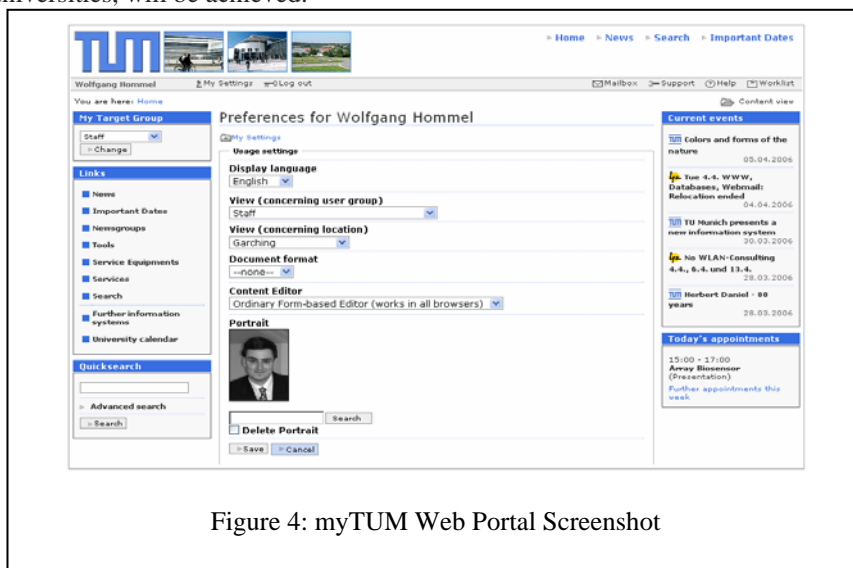 universities, will be achieved.
TUM
Home News Search Important Dates
Wolfgang Hommel My Settings Log out Mailbox Support Help Worklist
You are here: Home Content view
My Target Group
Staff
Change
Links
News
Important Dates
Newsgroups
Tools
Service Equipments
Services
Search
Further information
systems
University calendar
Quicksearch
Advanced search
Search
Preferences for Wolfgang Hommel
My Settings
Usage settings
Display language
English
View (concerning user group)
Staff
View (concerning location)
Garching
Document format
--none--
Content Editor
Ordinary Form-based Editor (works in all browsers)
Portrait
Search
Delete Portrait
Save Cancel
Current events
TUM Colors and forms of the
nature
05.04.2006
Tue 4.4. WWW,
Databases, Webmail:
Relocation ended
04.04.2006
TUM TU Munich presents a
new information system
30.03.2006
No WLAN-Consulting
4.4., 6.4. und 13.4.
28.03.2006
TUM Herbert Daniel - 80
years
28.03.2006
Today's appointments
15:00 - 17:00
Array Biosensor
(Presentation)
Further appointments this
week
Figure 4: myTUM Web Portal Screenshot